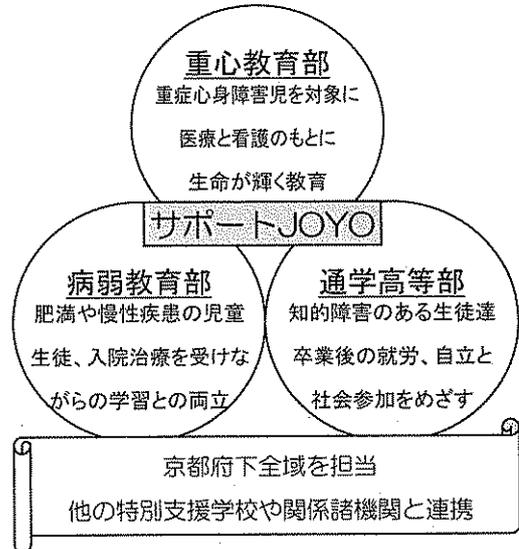 重心教育部
重症心身障害児を対象に
医療と看護のもとに
生命が輝く教育
サポートJOYO
病弱教育部
肥満や慢性疾患の児童
生徒、入院治療を受けな
がらの学習との両立
通学高等部
知的障害のある生徒達
卒業後の就労、自立と
社会参加をめざす
京都府下全域を担当
他の特別支援学校や関係諸機関と連携